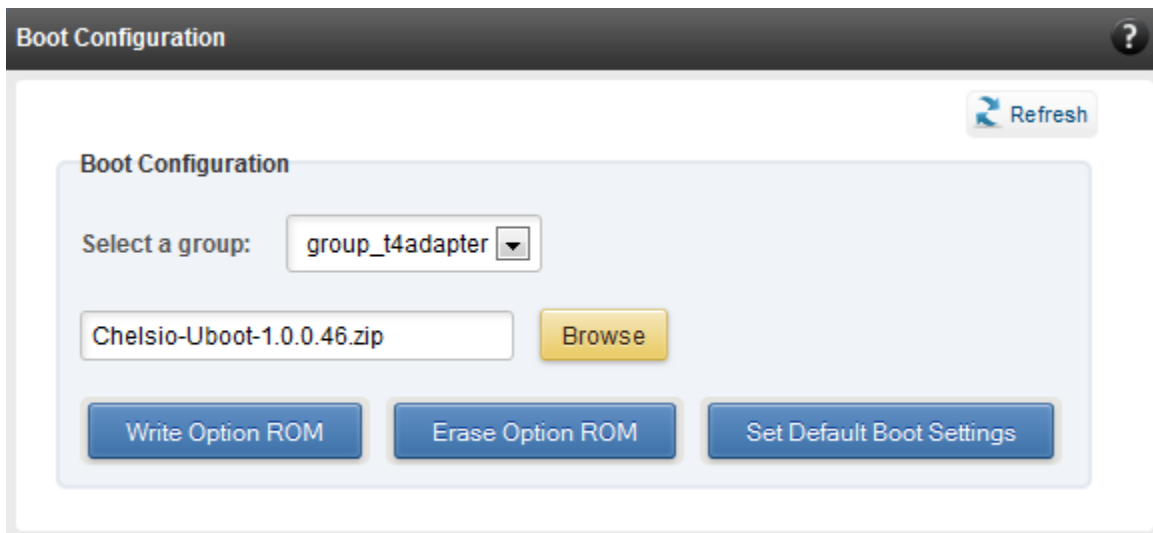 Boot Configuration ?
Refresh
Boot Configuration
Select a group: group_t4adapter
Chelsio-Uboot-1.0.0.46.zip Browse
Write Option ROM Erase Option ROM Set Default Boot Settings